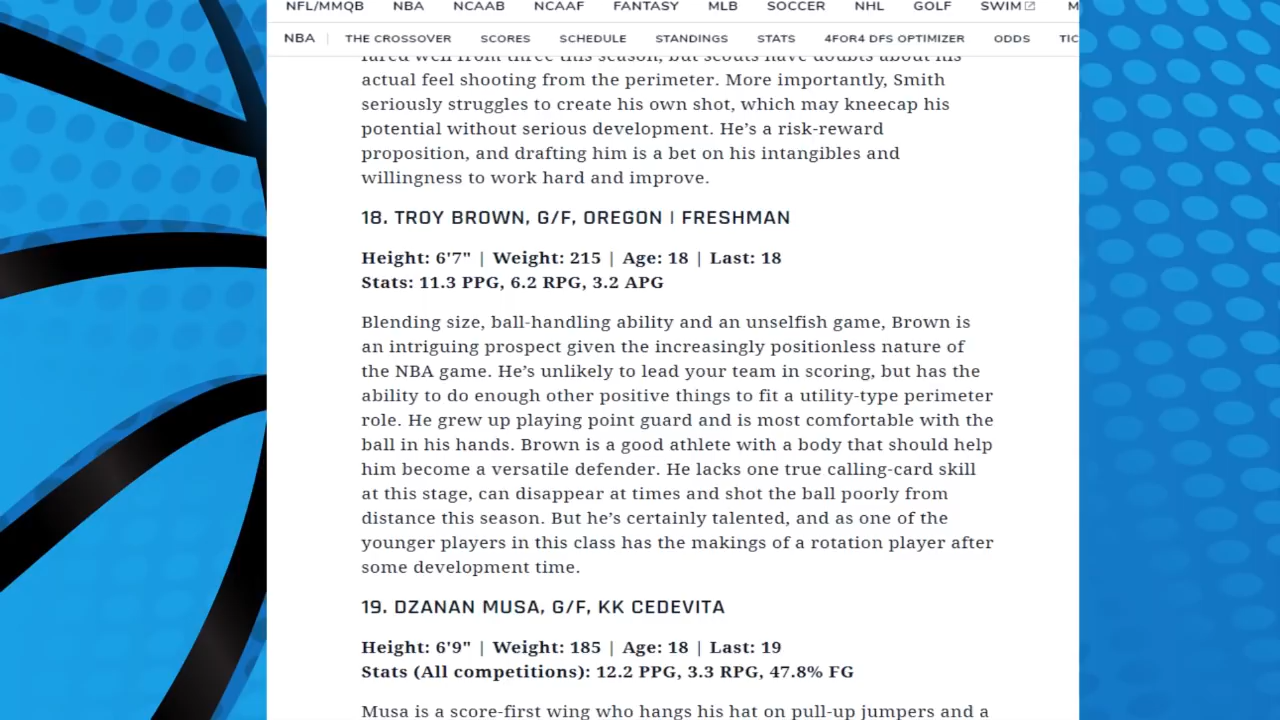 NFL/MMQB NBA NCAAB NCAAF FANTASY MLB SOCCER NHL GOLF SWIM M
NBA | THE CROSSOVER SCORES SCHEDULE STANDINGS STATS 4FOR4 DFS OPTIMIZER ODDS TIC
fared well from three this season, but scouts have doubts about his
actual feel shooting from the perimeter. More importantly, Smith
seriously struggles to create his own shot, which may kneecap his
potential without serious development. He's a risk-reward
proposition, and drafting him is a bet on his intangibles and
willingness to work hard and improve.
18. TROY BROWN, G/F, OREGON | FRESHMAN
Height: 6'7" | Weight: 215 | Age: 18 | Last: 18
Stats: 11.3 PPG, 6.2 RPG, 3.2 APG
Blending size, ball-handling ability and an unselfish game, Brown is
an intriguing prospect given the increasingly positionless nature of
the NBA game. He's unlikely to lead your team in scoring, but has the
ability to do enough other positive things to fit a utility-type perimeter
role. He grew up playing point guard and is most comfortable with the
ball in his hands. Brown is a good athlete with a body that should help
him become a versatile defender. He lacks one true calling-card skill
at this stage, can disappear at times and shot the ball poorly from
distance this season. But he's certainly talented, and as one of the
younger players in this class has the makings of a rotation player after
some development time.
19. DZANAN MUSA, G/F, KK CEDEVITA
Height: 6'9" | Weight: 185 | Age: 18 | Last: 19
Stats (All competitions): 12.2 PPG, 3.3 RPG, 47.8% FG
Musa is a score-first wing who hangs his hat on pull-up jumpers and a